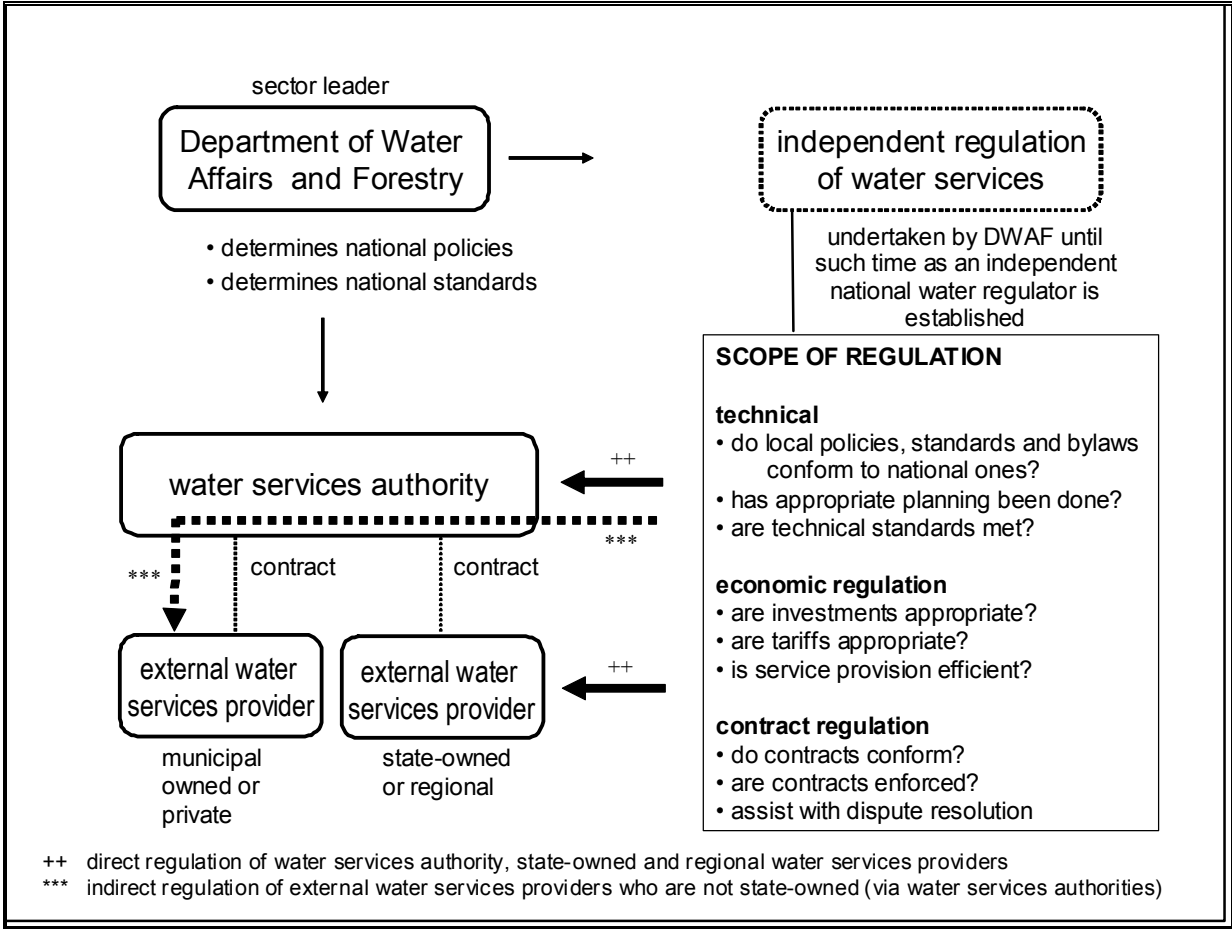 sector leader
Department of Water
Affairs and Forestry
• determines national policies
• determines national standards
independent regulation
of water services
undertaken by DWAF until
such time as an independent
national water regulator is
established
SCOPE OF REGULATION
technical
• do local policies, standards and bylaws
conform to national ones?
• has appropriate planning been done?
• are technical standards met?
economic regulation
• are investments appropriate?
• are tariffs appropriate?
• is service provision efficient?
contract regulation
• do contracts conform?
• are contracts enforced?
• assist with dispute resolution
water services authority
++
***
***
contract
contract
external water
services provider
municipal
owned or
private
external water
services provider
state-owned
or regional
++
++ direct regulation of water services authority, state-owned and regional water services providers
*** indirect regulation of external water services providers who are not state-owned (via water services authorities)